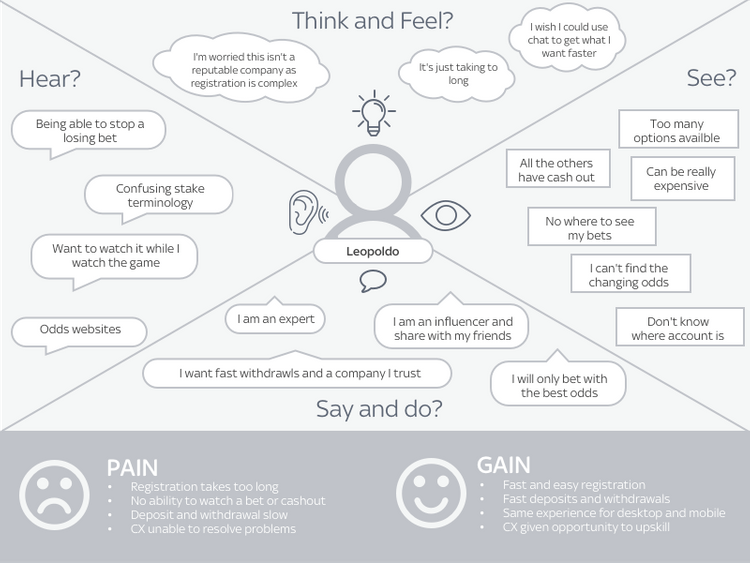 Think and Feel?
I'm worried this isn't a
reputable company as
registration is complex
It's just taking to
long
I wish I could use
chat to get what I
want faster
Hear?
Being able to stop a
losing bet
Confusing stake
terminology
Want to watch it while I
watch the game
Odds websites
See?
Too many
options availble
All the others
have cash out
Can be really
expensive
No where to see
my bets
I can't find the
changing odds
Don't know
where account is
Leopoldo
I am an expert
I am an influencer and
share with my friends
I want fast withdrawls and a company I trust
I will only bet with
the best odds
Say and do?
PAIN
• Registration takes too long
• No ability to watch a bet or cashout
• Deposit and withdrawal slow
• CX unable to resolve problems
GAIN
• Fast and easy registration
• Fast deposits and withdrawals
• Same experience for desktop and mobile
• CX given opportunity to upskill